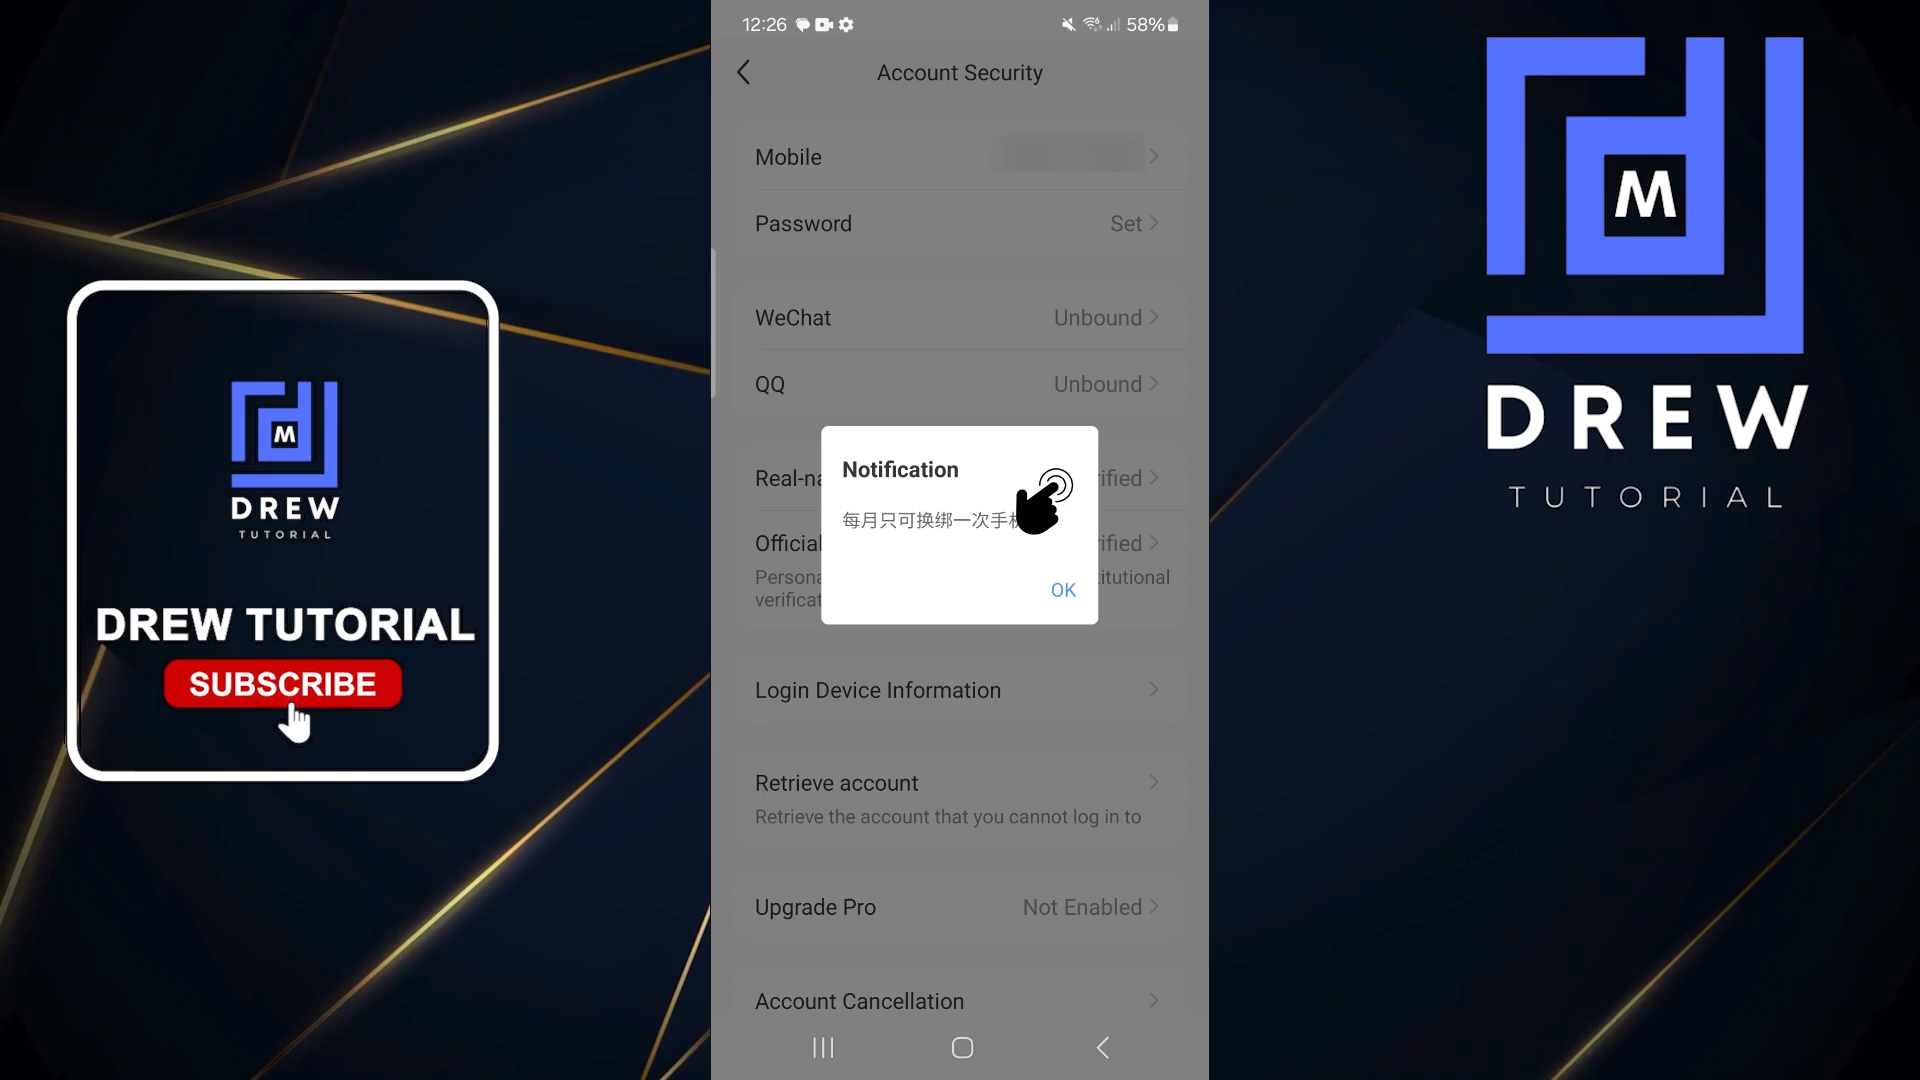 12:26
58%
Account Security
Mobile
Password
Set
WeChat
Unbound
QQ
Unbound
Notification
每月只可换绑一次手机
OK
Login Device Information
Retrieve account
Retrieve the account that you cannot log in to
Upgrade Pro
Not Enabled
Account Cancellation
M
DREW
TUTORIAL
DREW TUTORIAL
SUBSCRIBE
M
DREW
TUTORIAL